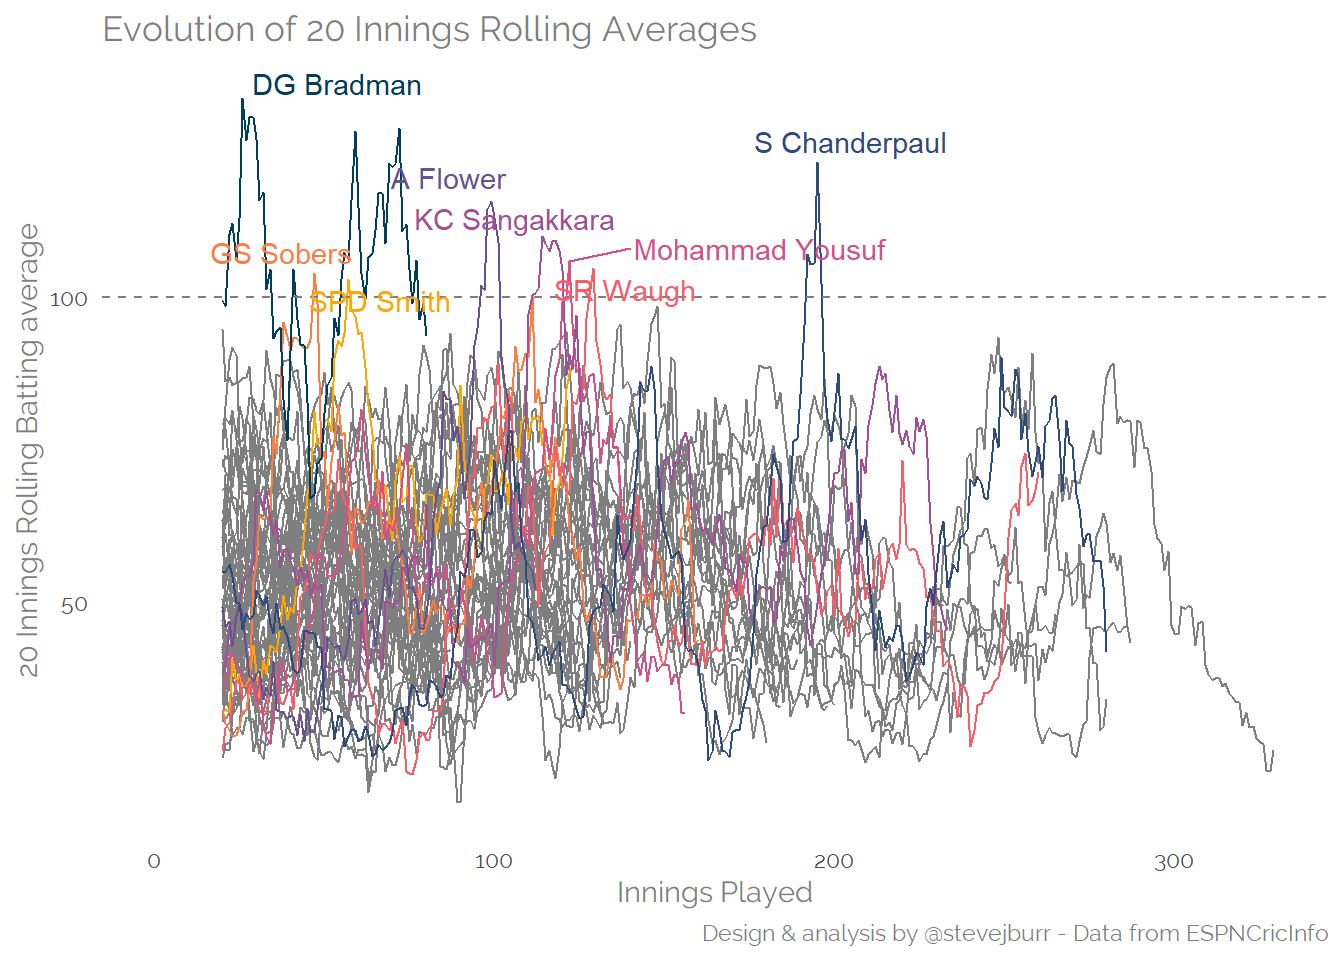 Evolution of 20 Innings Rolling Averages
DG Bradman
S Chanderpaul
A Flower
KC Sangakkara
GS Sobers
Mohammad Yousuf
SR Waugh
SPD Smith
20 Innings Rolling Batting average
100
50
0
100
200
300
Innings Played
Design & analysis by @stevejburr - Data from ESPNCricInfo